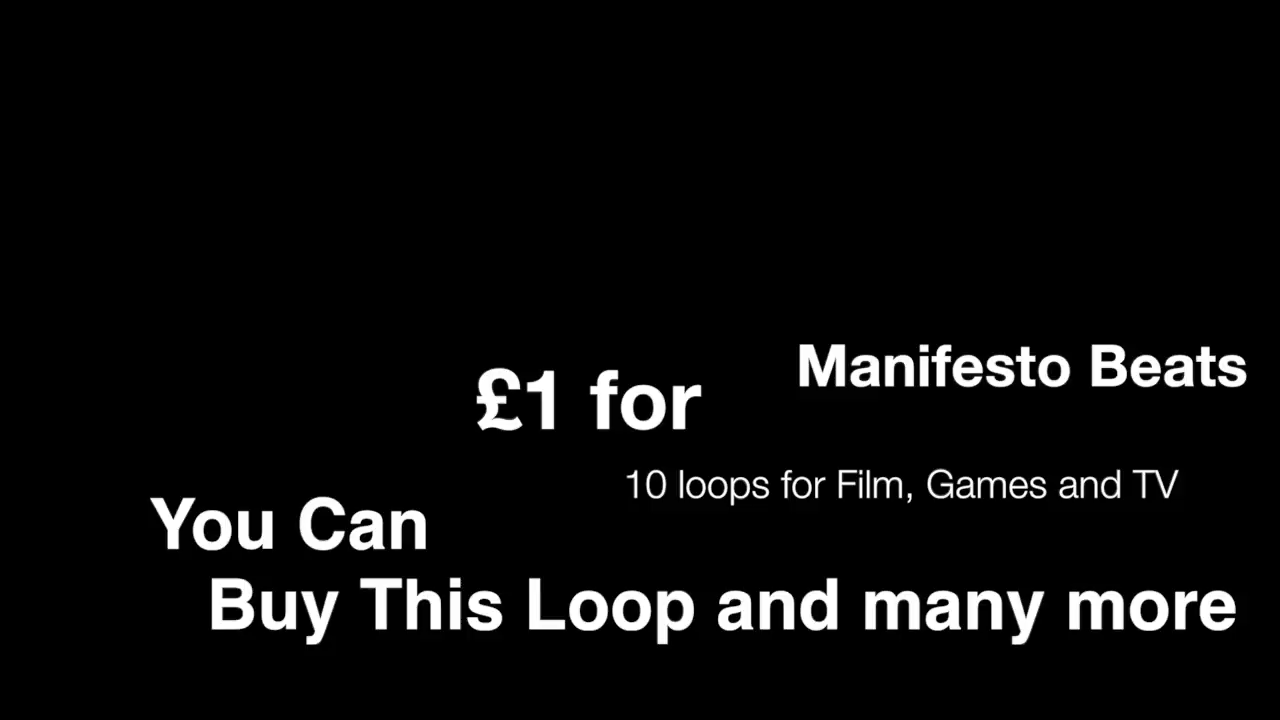 Manifesto Beats
£1 for
10 loops for Film, Games and TV
You Can
Buy This Loop and many more